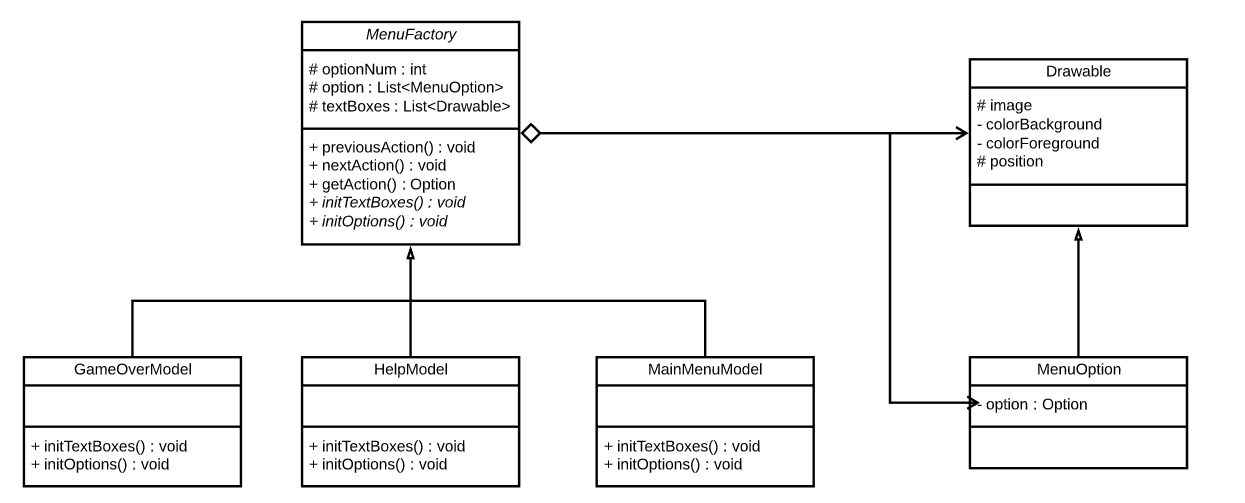 MenuFactory
# optionNum : int
# option : List<MenuOption>
# textBoxes : List<Drawable>
+ previousAction() : void
+ nextAction() : void
+ getAction() : Option
+ initTextBoxes() : void
+ initOptions() : void
Drawable
# image
- colorBackground
- colorForeground
# position
GameOverModel
+ initTextBoxes() : void
+ initOptions() : void
HelpModel
+ initTextBoxes() : void
+ initOptions() : void
MainMenuModel
+ initTextBoxes() : void
+ initOptions() : void
MenuOption
- option : Option